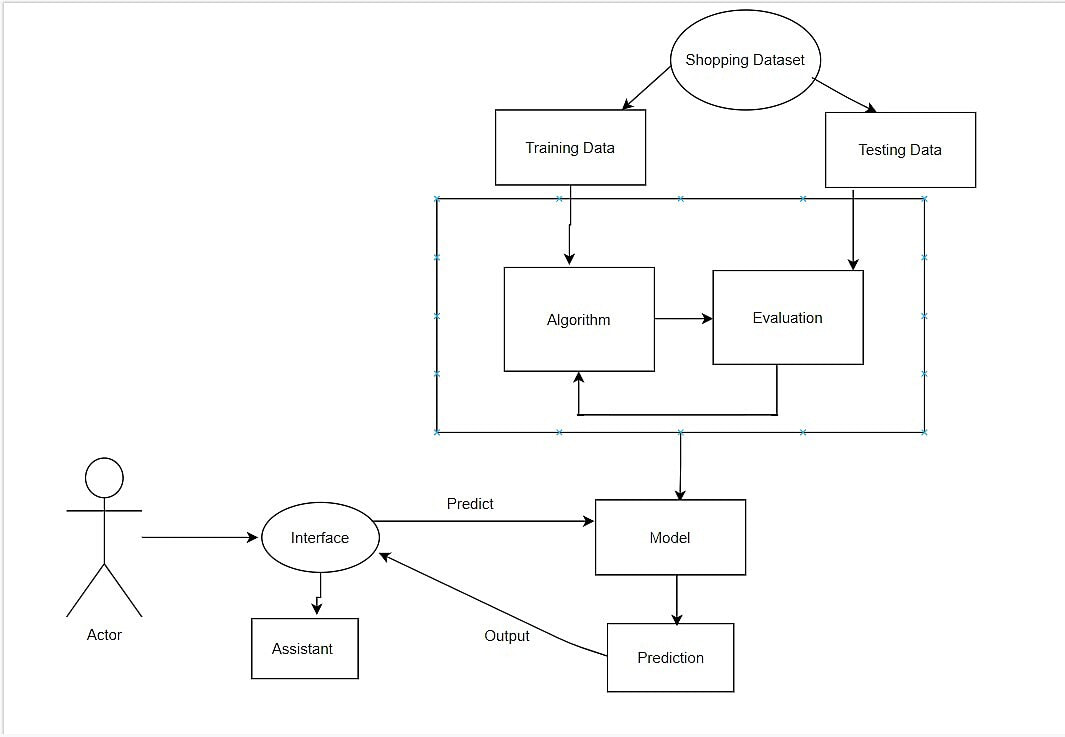 Shopping Dataset
Training Data
Testing Data
Algorithm
Evaluation
Predict
Interface
Model
Actor
Assistant
Output
Prediction